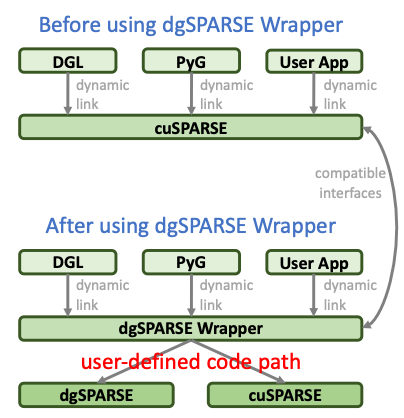 Before using dgSPARSE Wrapper
DGL
PyG
User App
dynamic
link
dynamic
link
dynamic
link
cuSPARSE
compatible
interfaces
After using dgSPARSE Wrapper
DGL
PyG
User App
dynamic
link
dynamic
link
dynamic
link
dgSPARSE Wrapper
user-defined code path
dgSPARSE
cuSPARSE